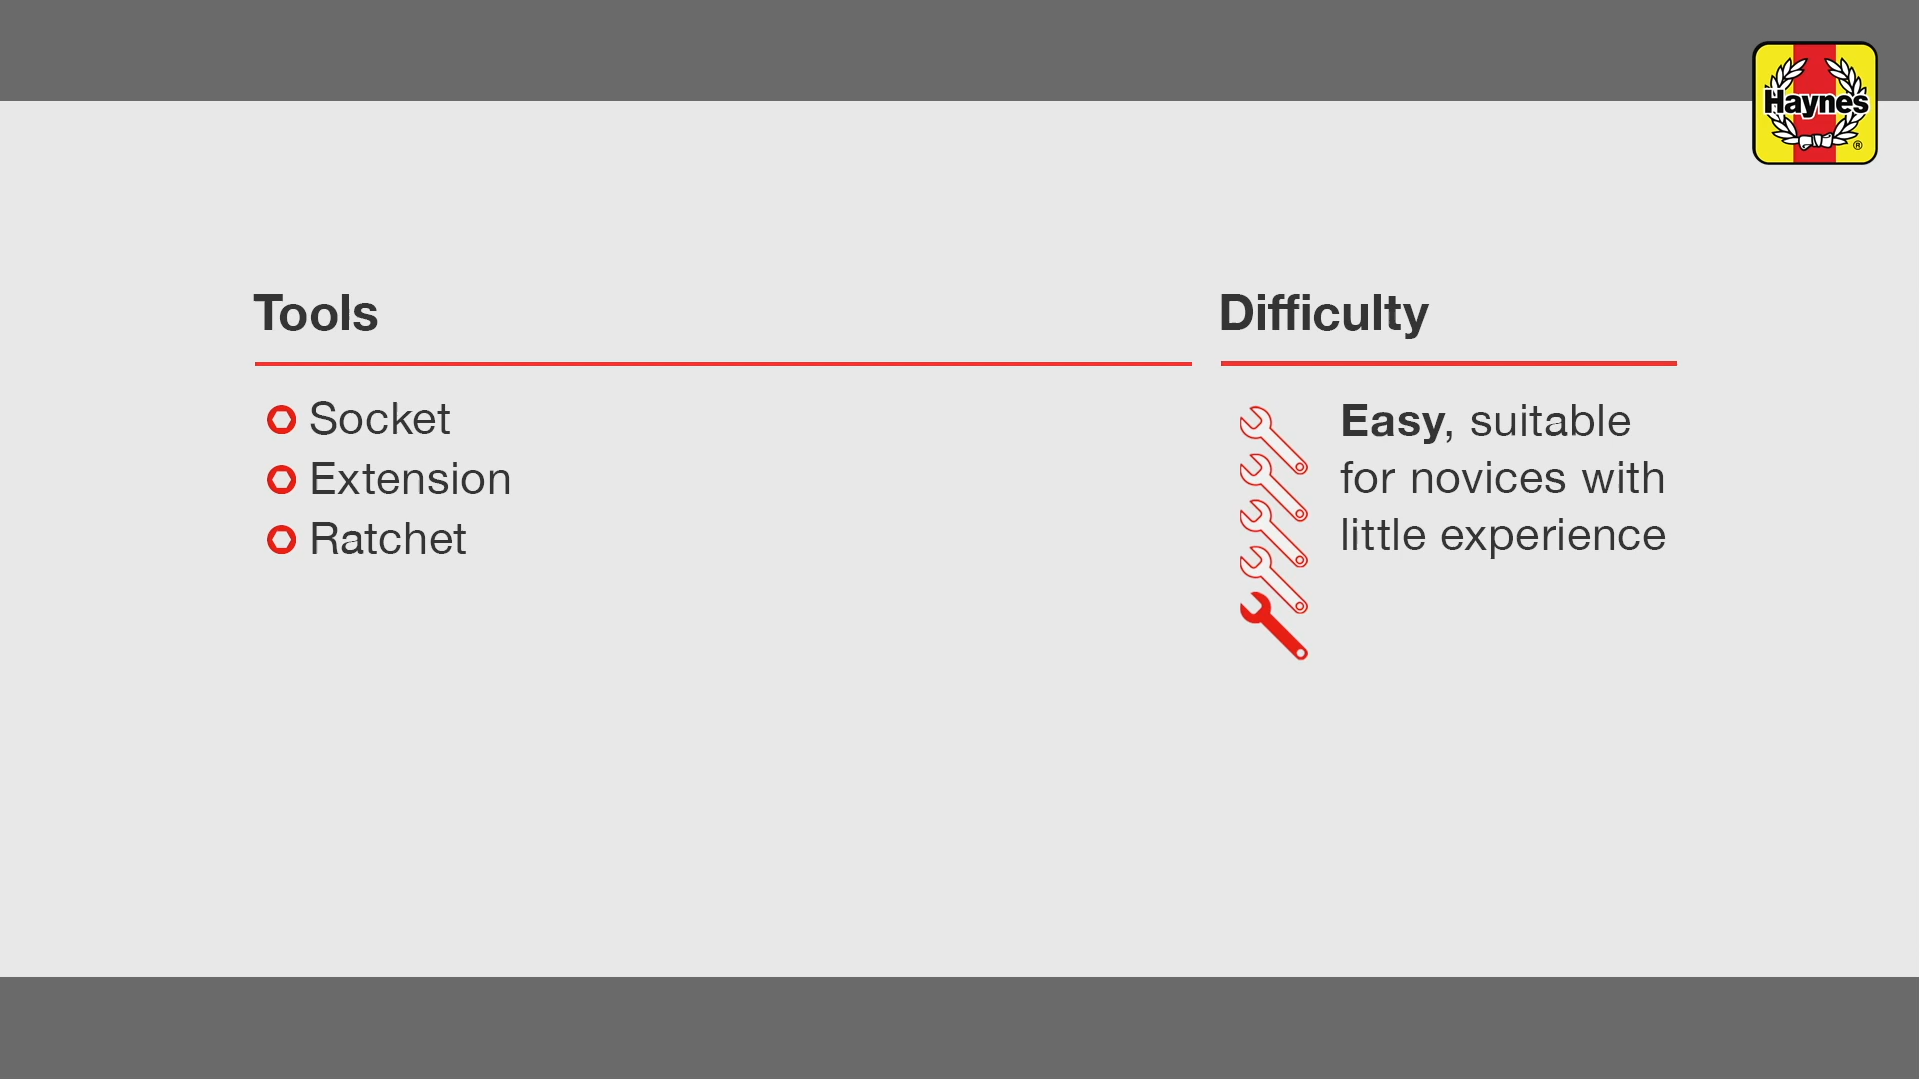 Haynes
®
Tools
Socket
Extension
Ratchet
Difficulty
Easy, suitable
for novices with
little experience